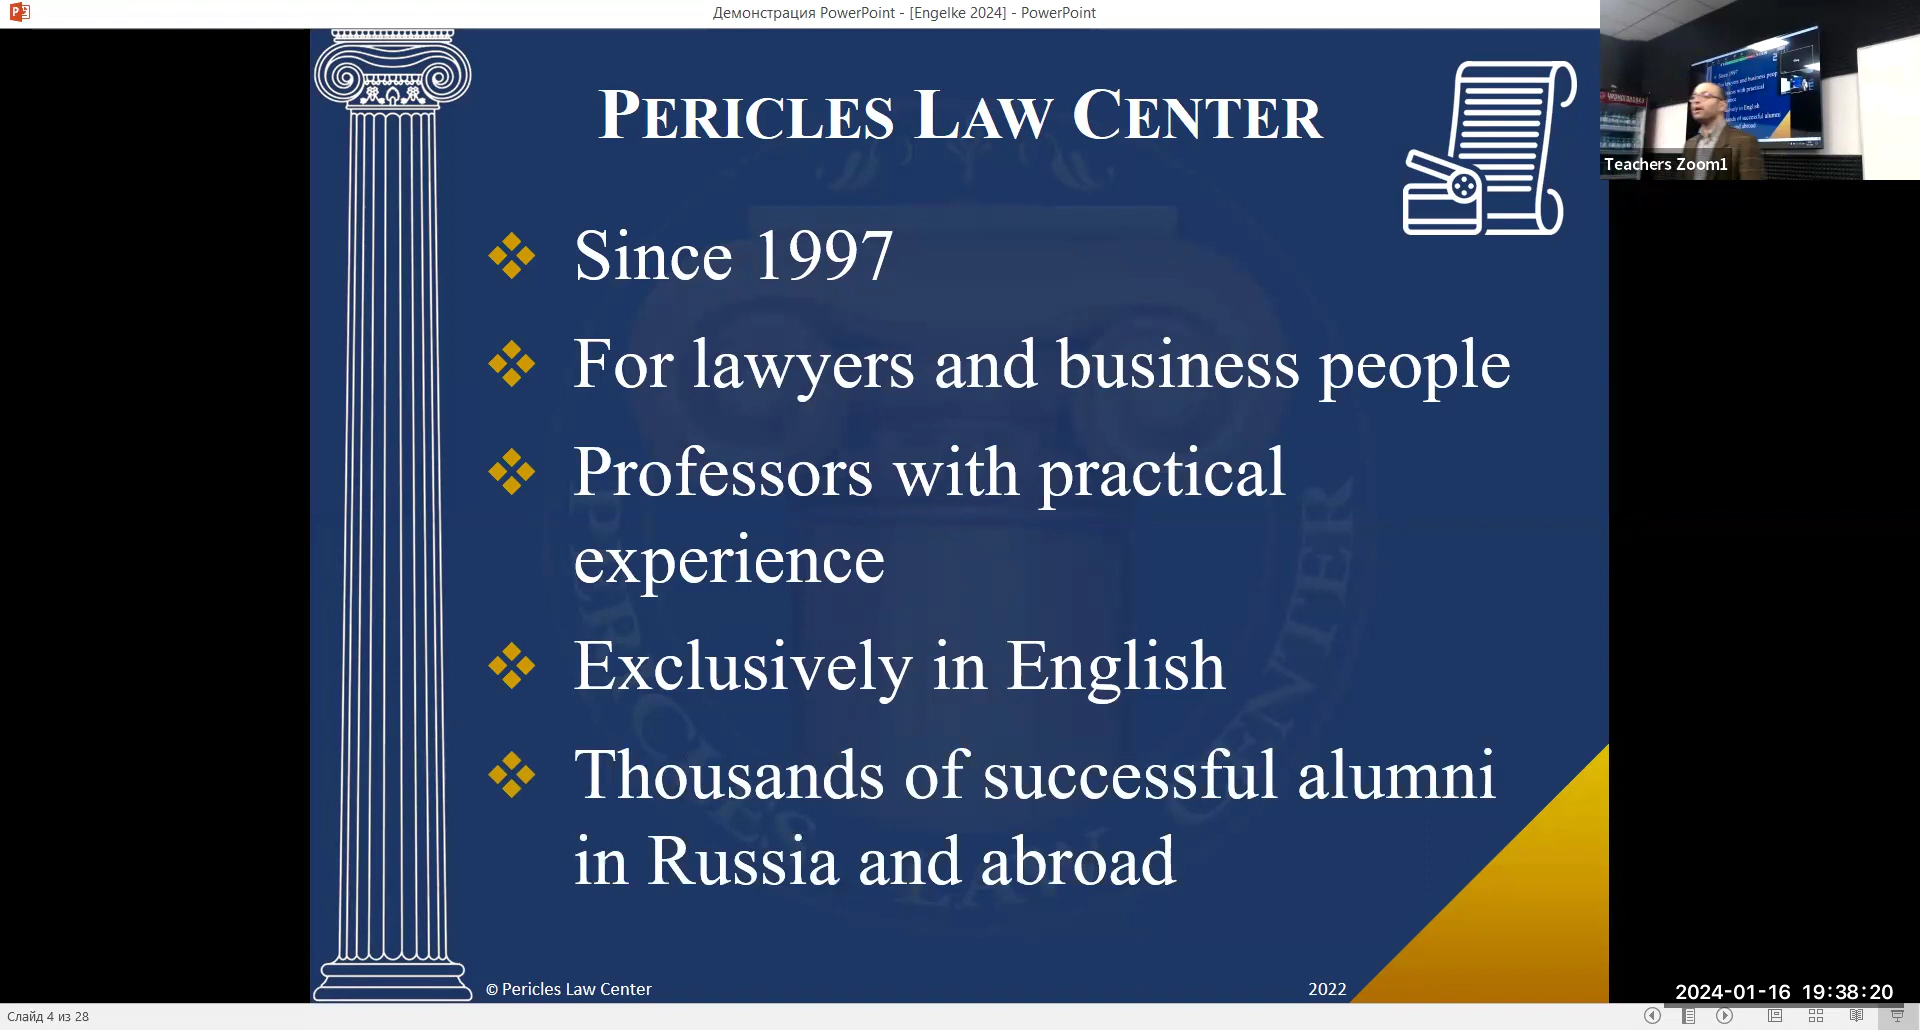 Демонстрация PowerPoint - [Engelke 2024] - PowerPoint
PERICLES LAW CENTER
Since 1997
For lawyers and business people
Professors with practical
experience
Exclusively in English
Thousands of successful alumni
in Russia and abroad
© Pericles Law Center
2022
Teachers Zoom1
2024-01-16 19:38:20
Слайд 4 из 28